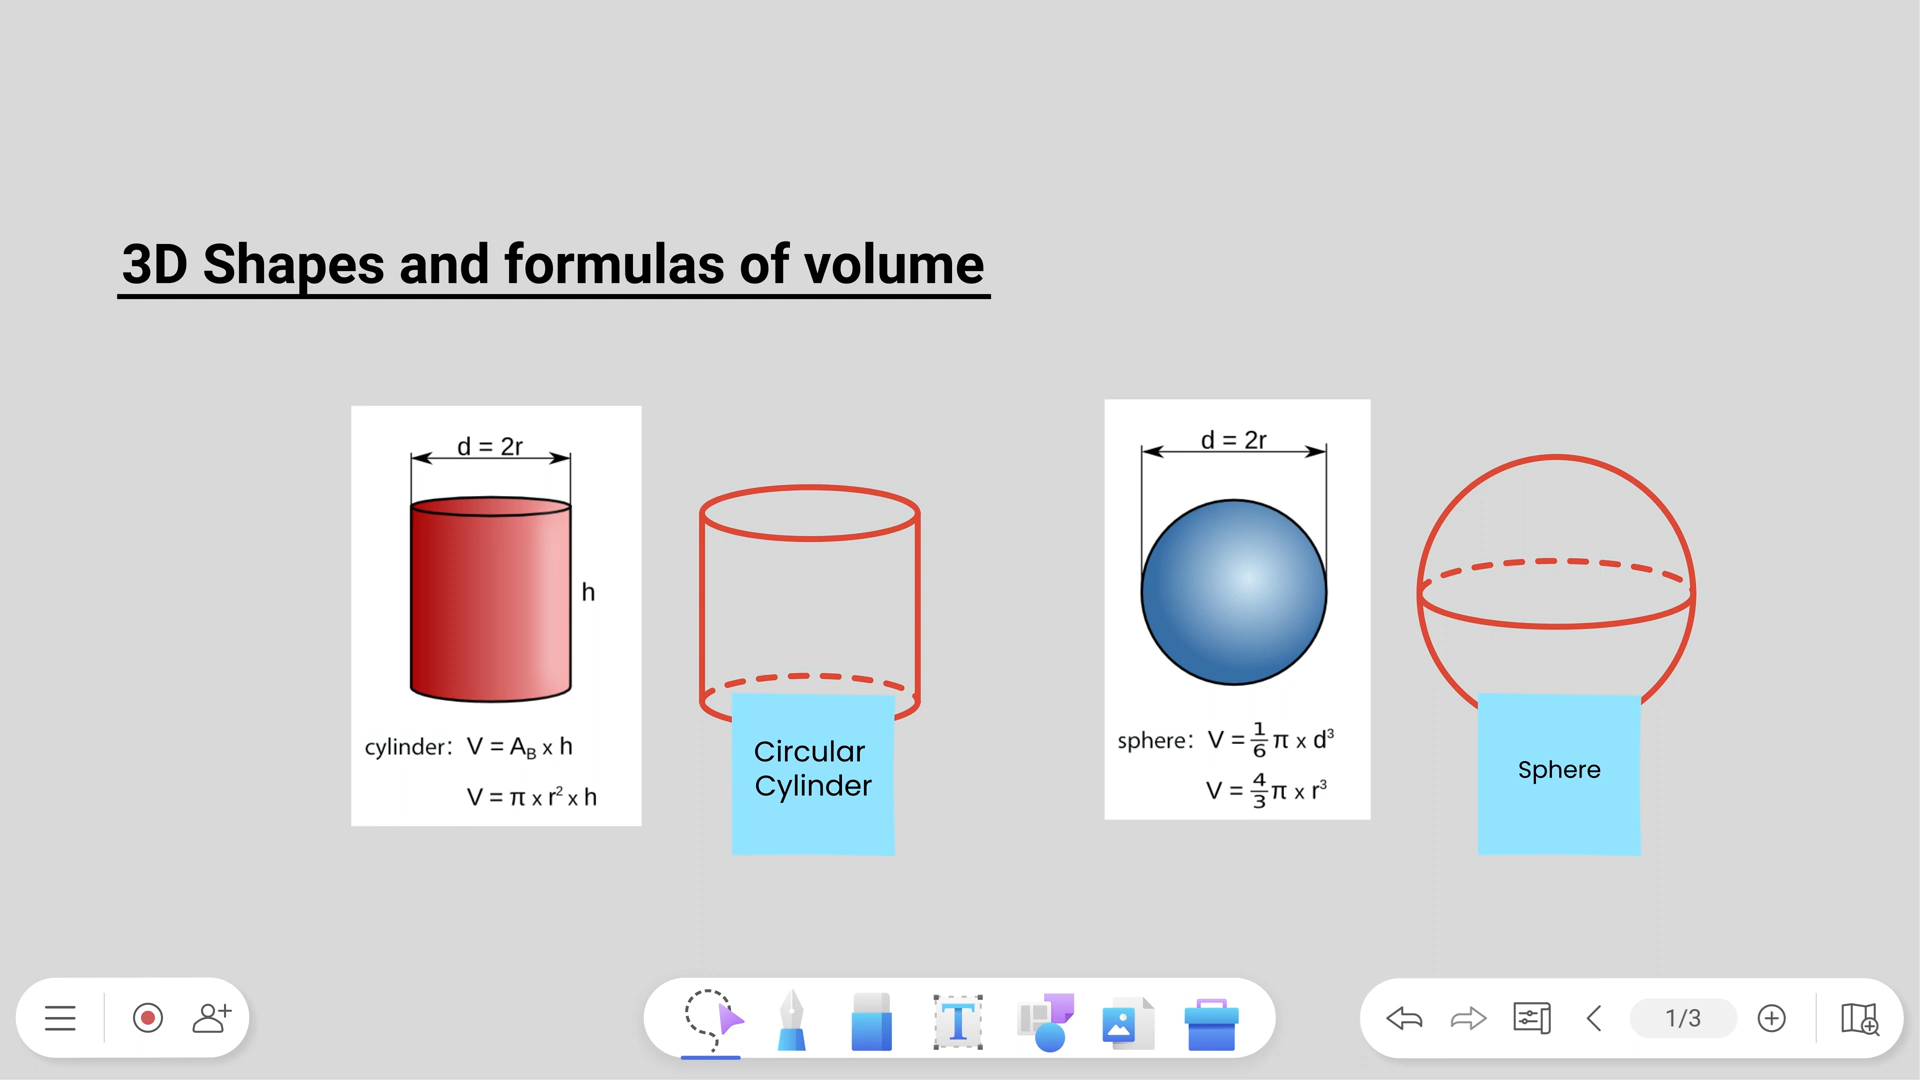 3D Shapes and formulas of volume
d = 2r
h
cylinder: V = A_B x h
V = π x r² x h
Circular
Cylinder
d = 2r
sphere: V = 1/6 π x d³
V = 4/3 π x r³
Sphere
T
1/3